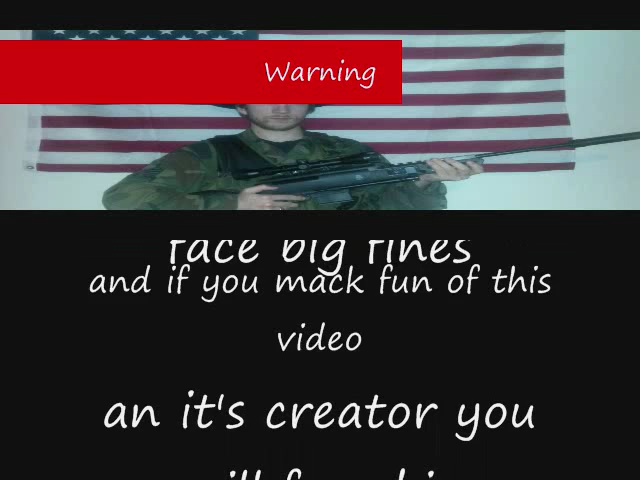 Warning
face big fines
and if you mack fun of this
video
an it's creator you